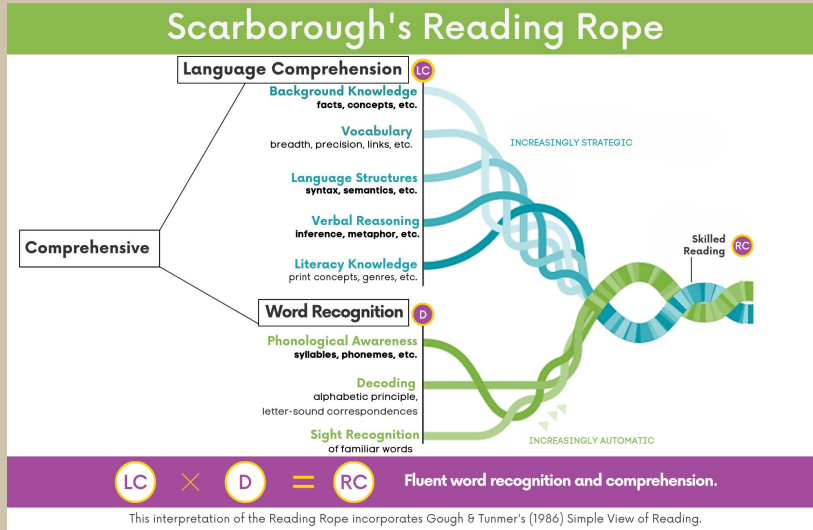 Scarborough's Reading Rope
Language Comprehension LC
Background Knowledge
facts, concepts, etc.
Vocabulary
breadth, precision, links, etc.
INCREASINGLY STRATEGIC
Language Structures
syntax, semantics, etc.
Verbal Reasoning
inference, metaphor, etc.
Literacy Knowledge
print concepts, genres, etc.
Comprehensive
Skilled
Reading
RC
Word Recognition D
Phonological Awareness
syllables, phonemes, etc.
Decoding
alphabetic principle,
letter-sound correspondences
Sight Recognition
of familiar words
INCREASINGLY AUTOMATIC
LC × D = RC Fluent word recognition and comprehension.
This interpretation of the Reading Rope incorporates Gough & Tunmer's (1986) Simple View of Reading.